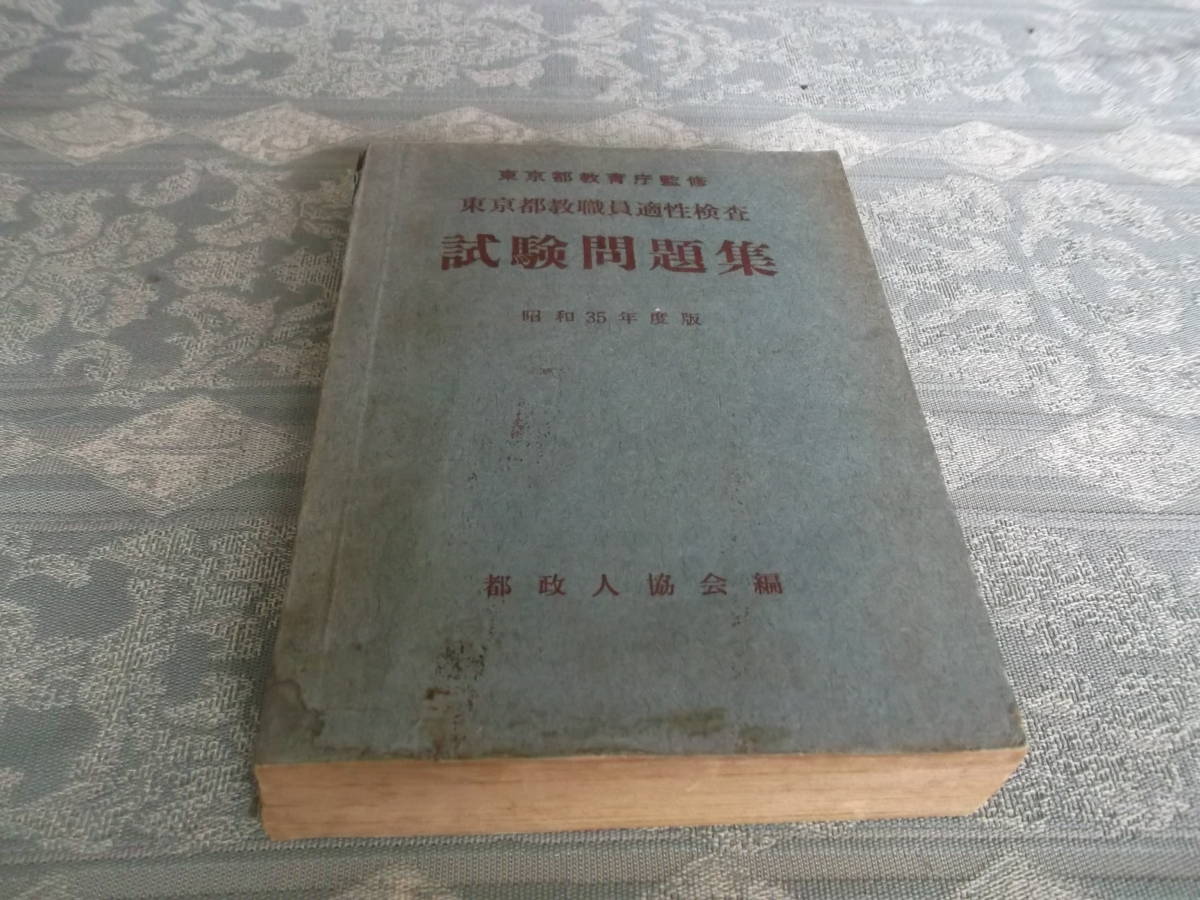 東京都教育庁監修
東京都教職員適性検査
試験問題集
昭和35年度版
都政人協会編